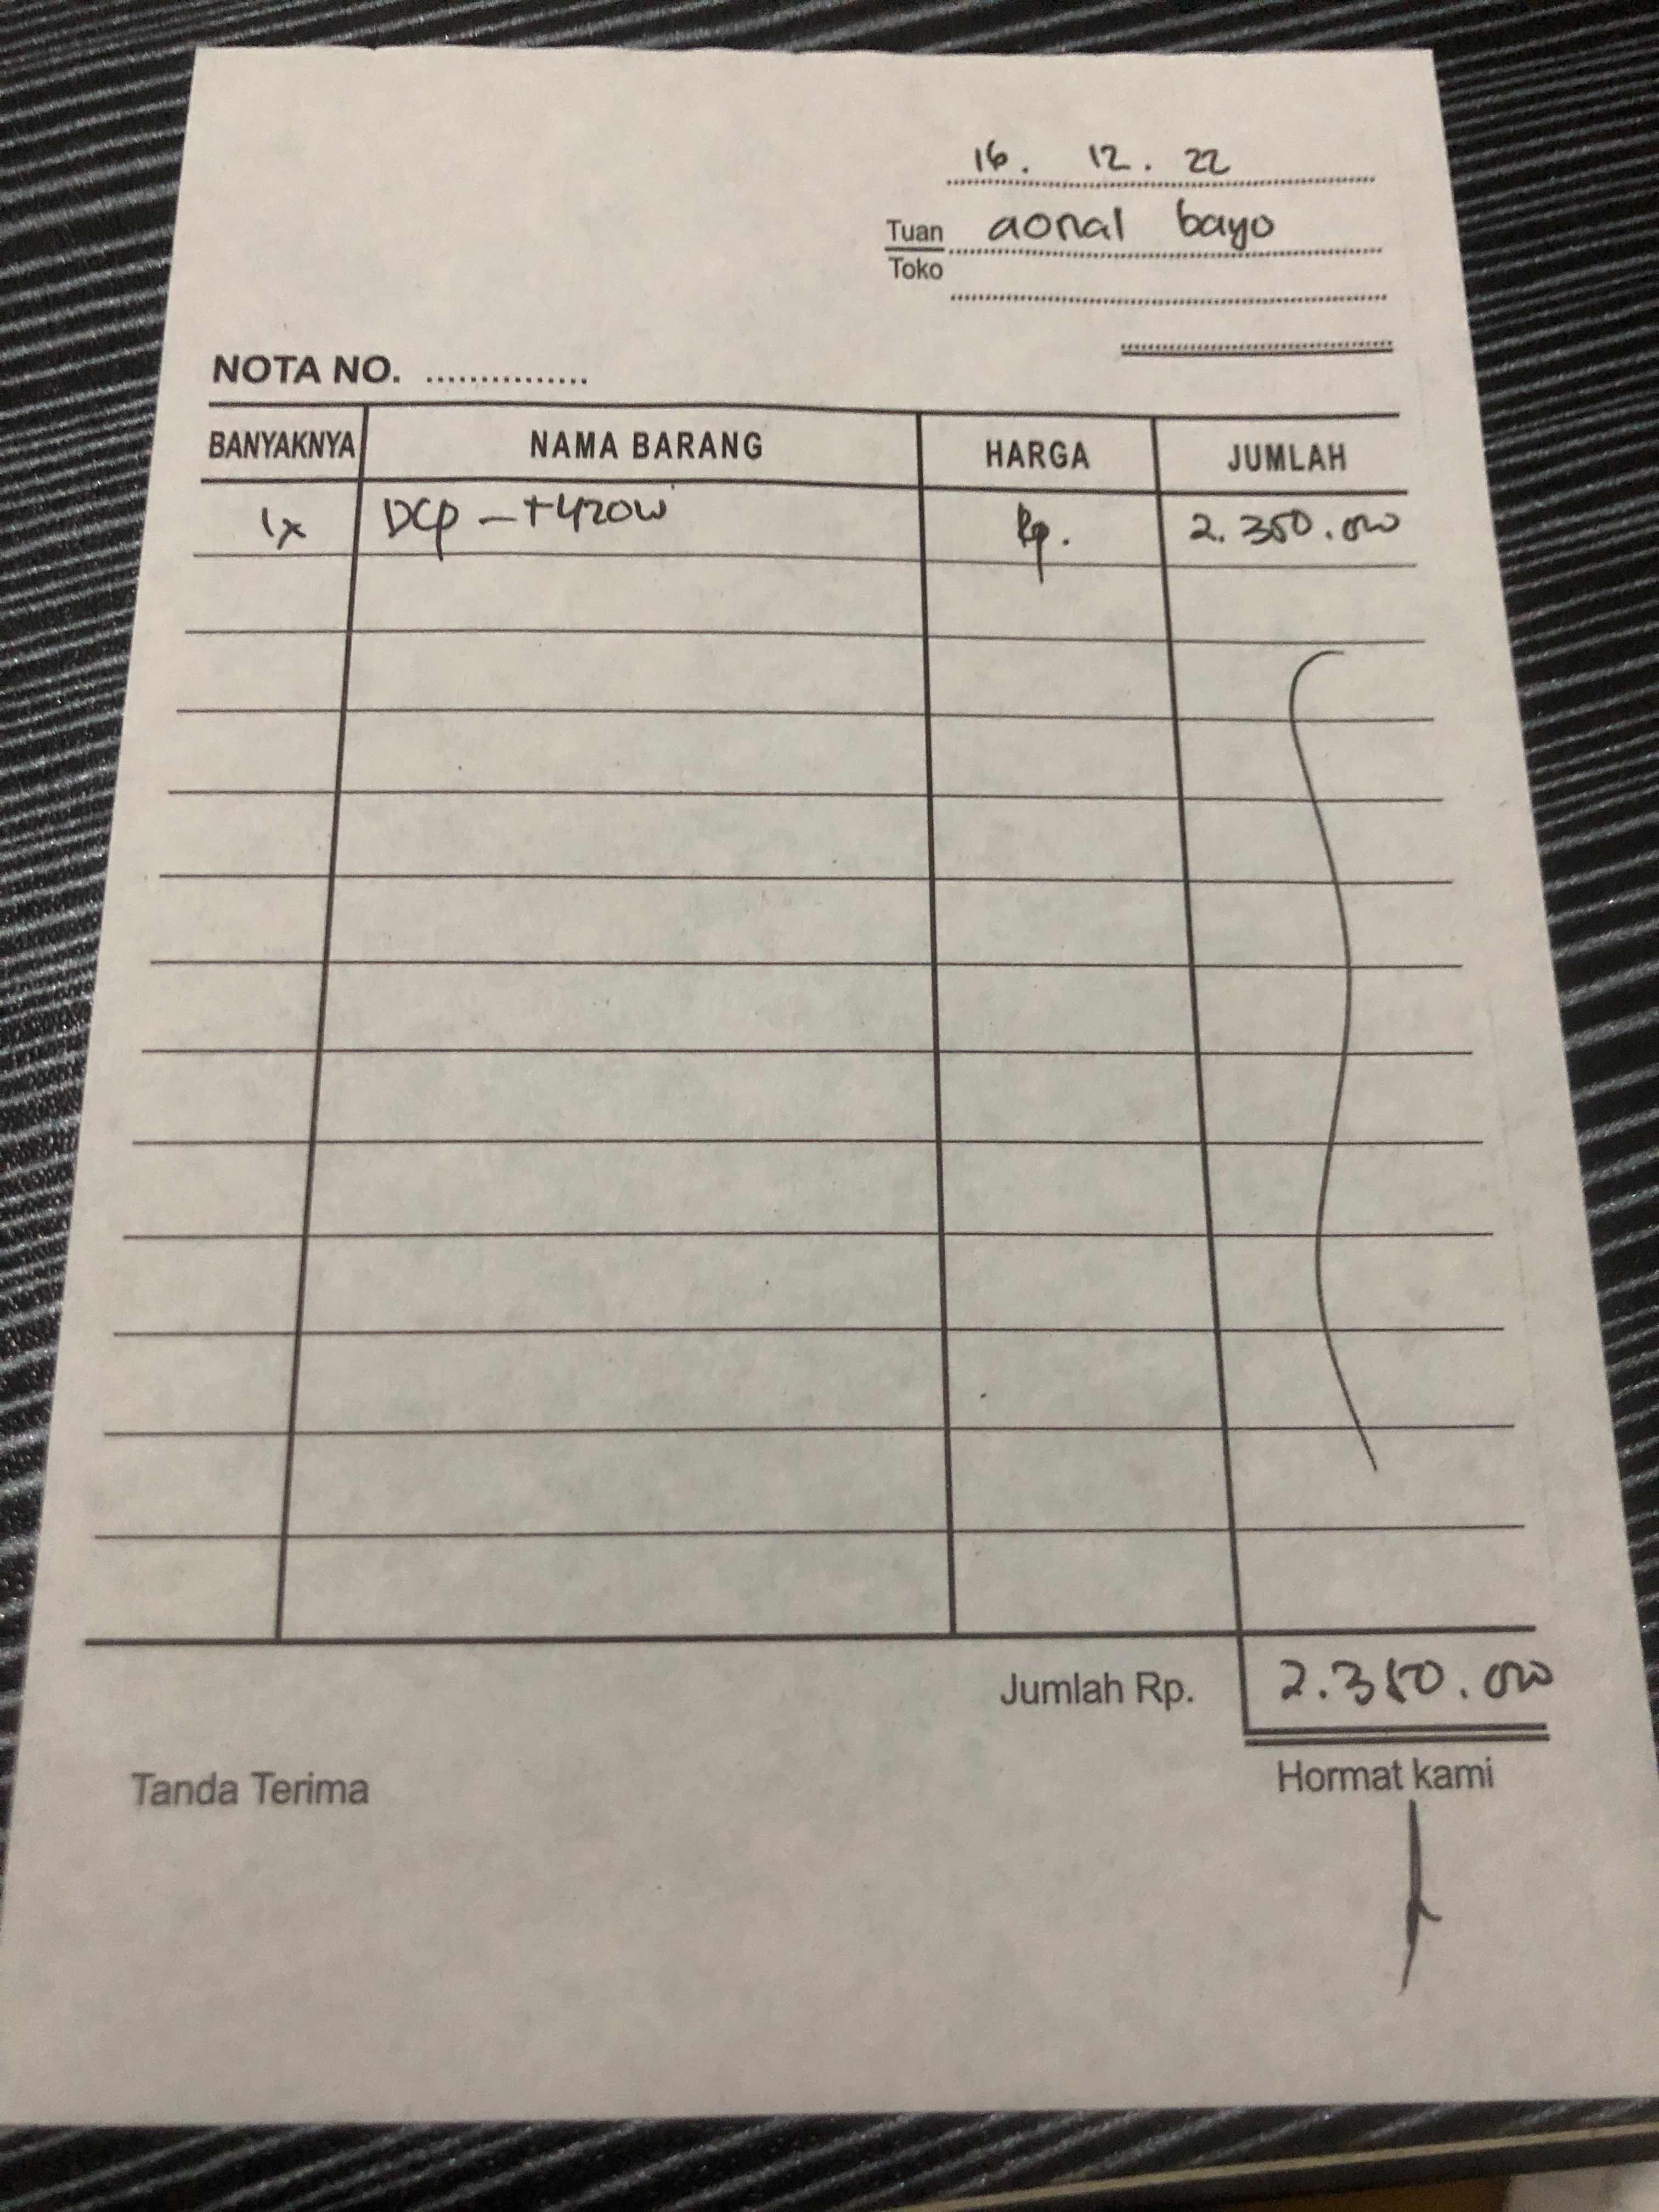 16. 12. 22
Tuan aonal bayo
Toko
NOTA NO. ...............
BANYAKNYA NAMA BARANG HARGA JUMLAH
1x DCP - T420W Rp. 2.350.000
Jumlah Rp. 2.350.000
Tanda Terima Hormat kami